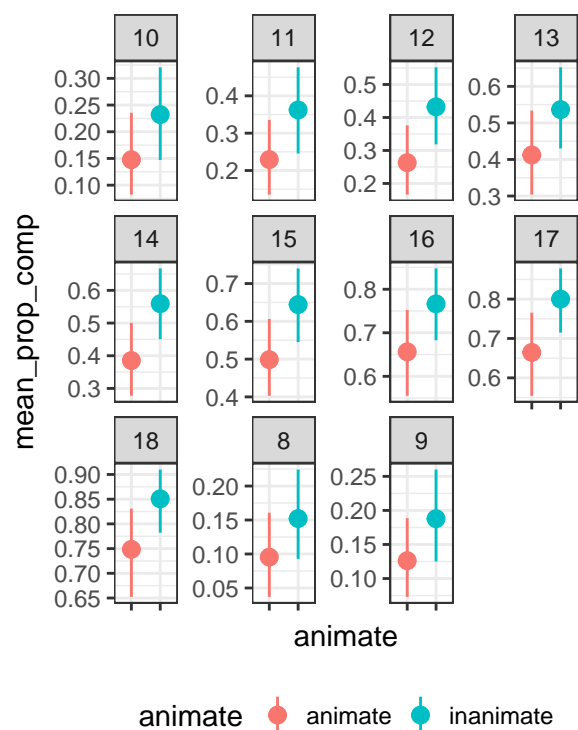 10 11 12 13
0.30 0.25 0.20 0.15 0.10
0.4 0.3 0.2
0.5 0.4 0.3 0.2
0.6 0.5 0.4 0.3
14 15 16 17
0.6 0.5 0.4 0.3
0.7 0.6 0.5 0.4
0.8 0.7 0.6
0.8 0.7 0.6
18 8 9
0.90 0.85 0.80 0.75 0.70 0.65
0.20 0.15 0.10 0.05
0.25 0.20 0.15 0.10
mean_prop_comp
animate
animate animate inanimate